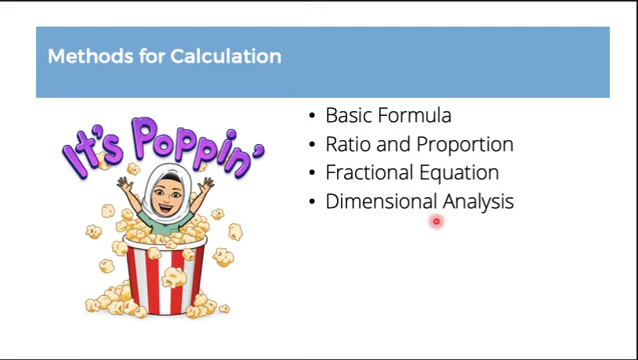 Methods for Calculation
It's Poppin'
• Basic Formula
• Ratio and Proportion
• Fractional Equation
• Dimensional Analysis